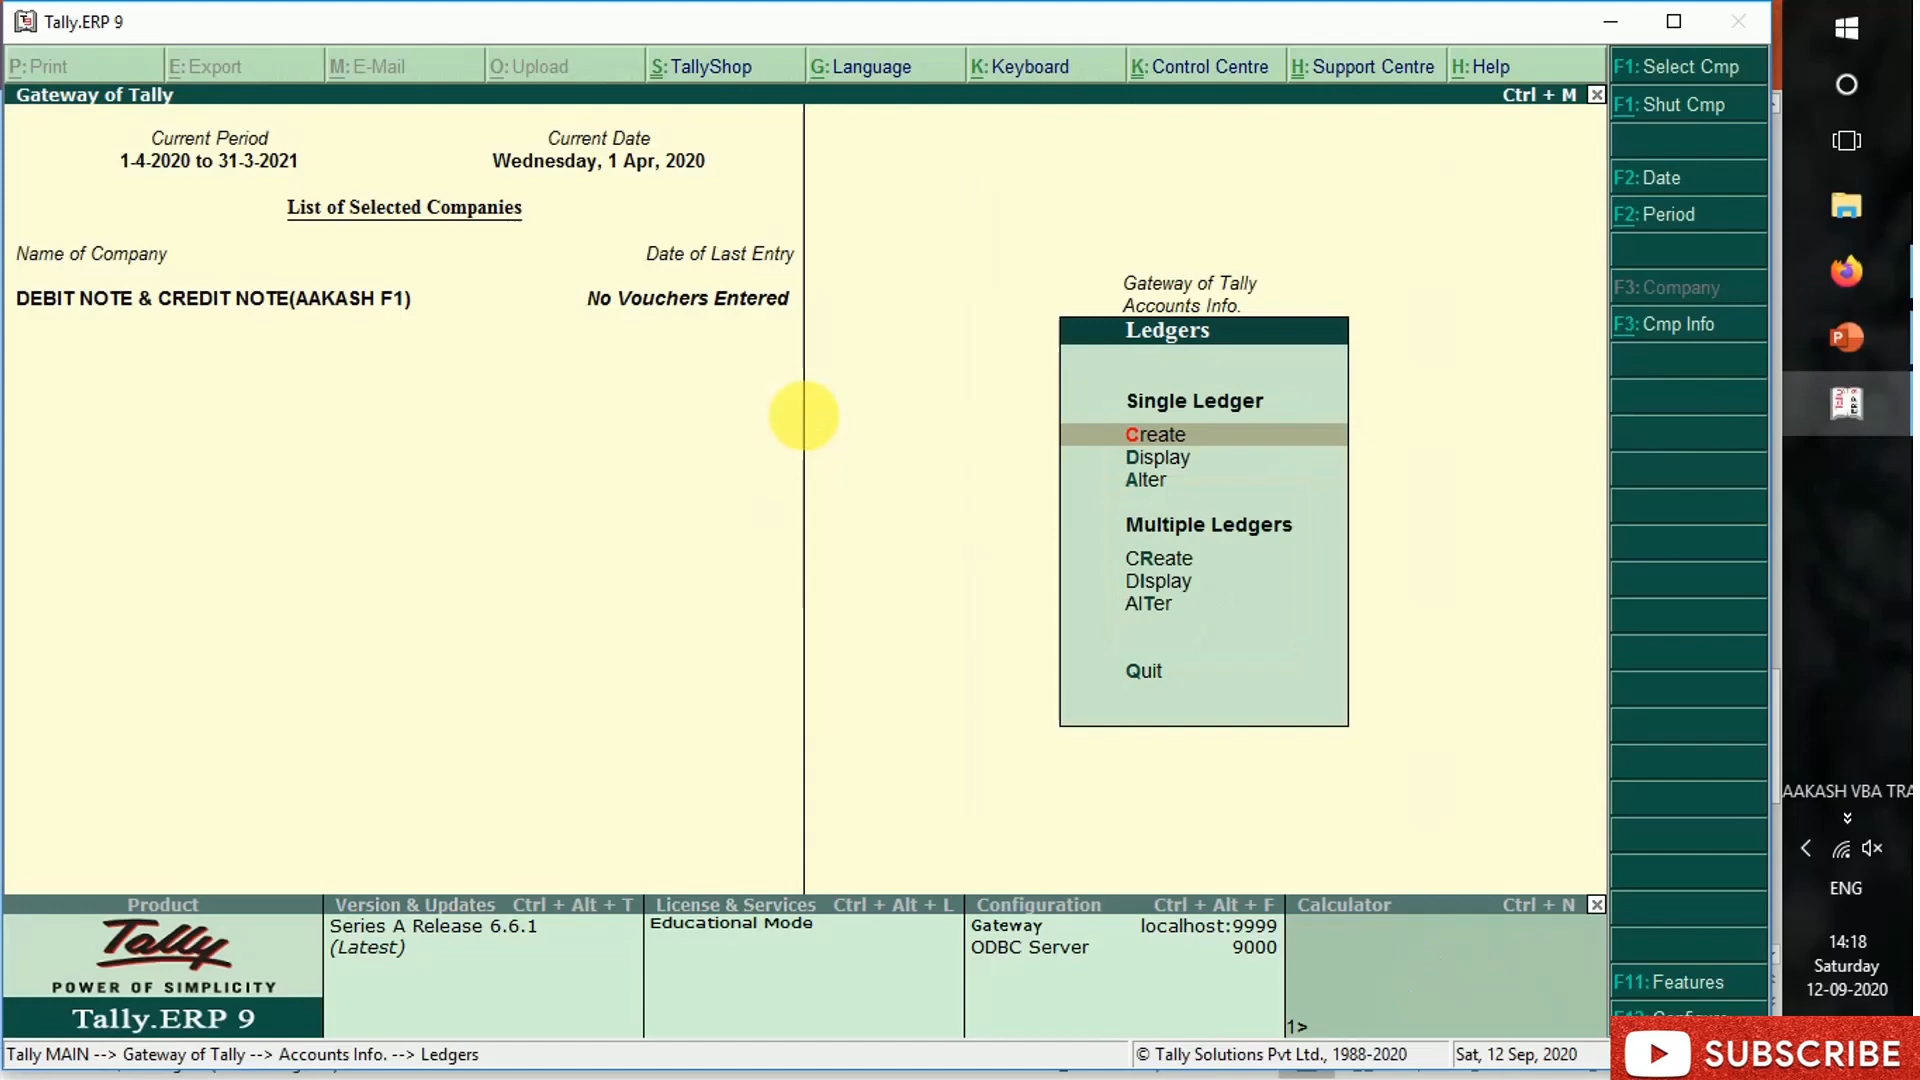 Tally.ERP 9
P: Print E: Export M: E-Mail O: Upload S: TallyShop G: Language K: Keyboard K: Control Centre H: Support Centre H: Help
Gateway of Tally Ctrl + M
Current Period Current Date
1-4-2020 to 31-3-2021 Wednesday, 1 Apr, 2020
List of Selected Companies
Name of Company Date of Last Entry
DEBIT NOTE & CREDIT NOTE(AAKASH F1) No Vouchers Entered
Gateway of Tally
Accounts Info.
Ledgers
Single Ledger
Create
Display
Alter
Multiple Ledgers
CReate
DIsplay
AlTer
Quit
F1: Select Cmp
F1: Shut Cmp
F2: Date
F2: Period
F3: Company
F3: Cmp Info
F11: Features
Product
Tally
POWER OF SIMPLICITY
Tally.ERP 9
Version & Updates Ctrl + Alt + T
Series A Release 6.6.1
(Latest)
License & Services Ctrl + Alt + L
Educational Mode
Configuration Ctrl + Alt + F
Gateway localhost:9999
ODBC Server 9000
Calculator Ctrl + N
1>
Tally MAIN --> Gateway of Tally --> Accounts Info. --> Ledgers
© Tally Solutions Pvt Ltd., 1988-2020
Sat, 12 Sep, 2020
AAKASH VBA TRA
ENG
14:18
Saturday
12-09-2020
SUBSCRIBE